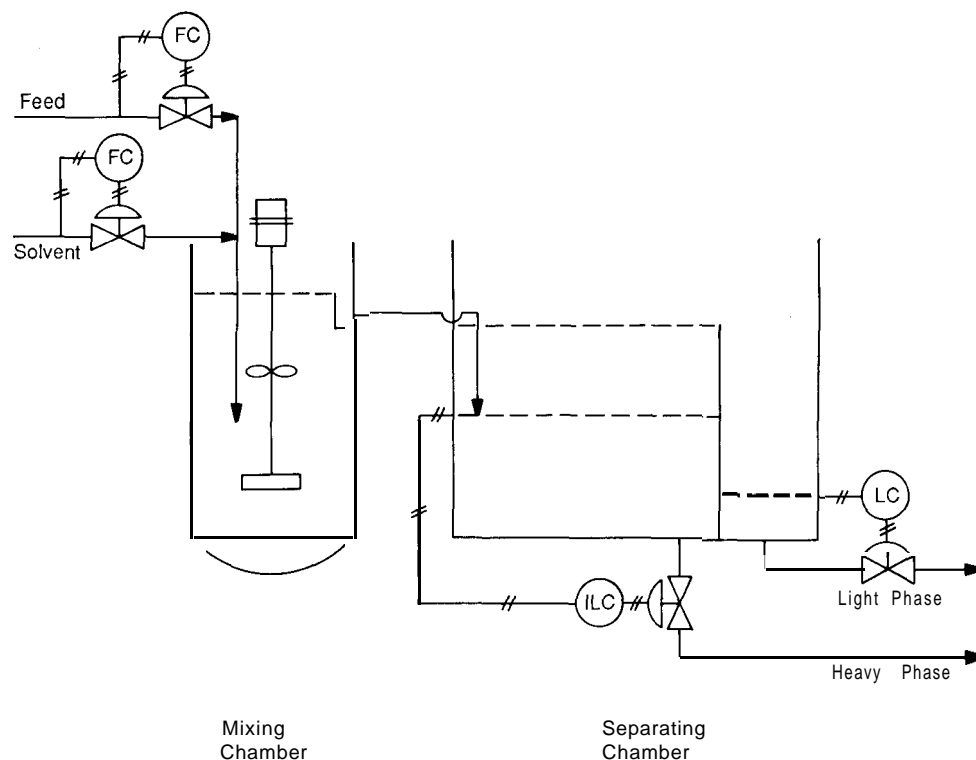 FC
Feed
FC
Solvent
LC
Light Phase
ILC
Heavy Phase
Mixing
Chamber
Separating
Chamber